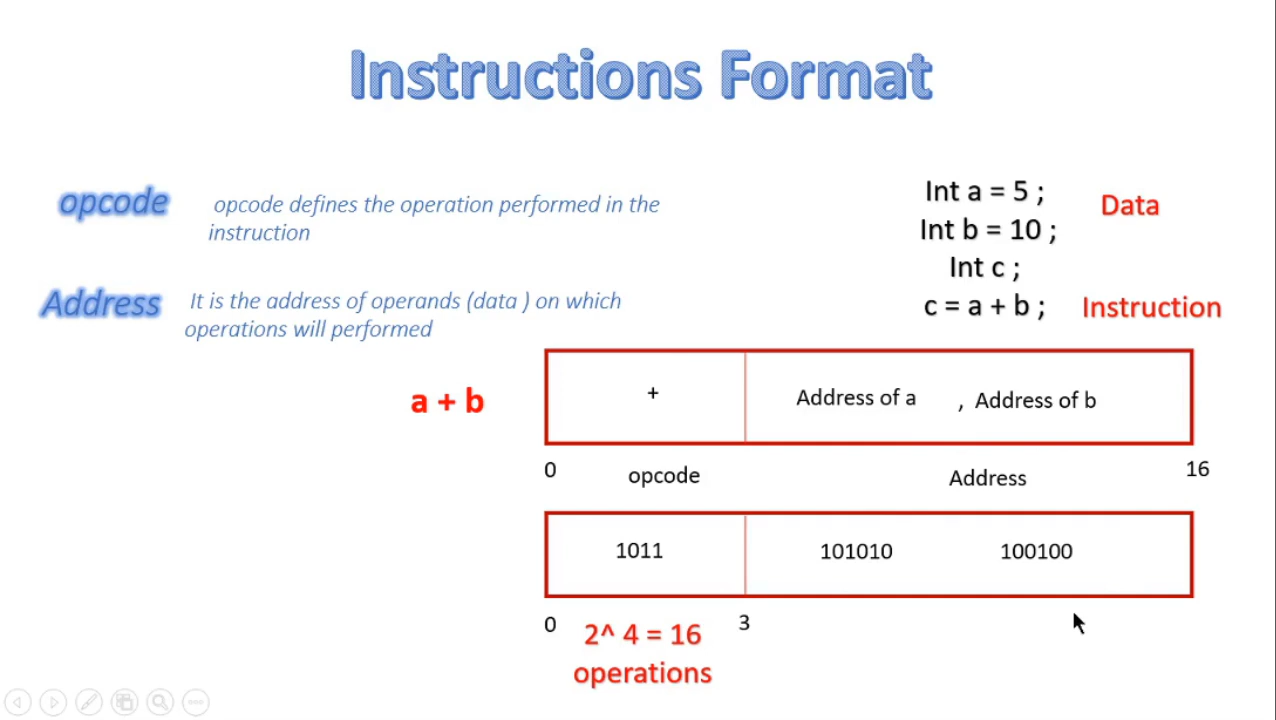 Instructions Format
opcode
opcode defines the operation performed in the
instruction
Address
It is the address of operands (data ) on which
operations will performed
Int a = 5 ;
Int b = 10 ;
Int c ;
c = a + b ;
Data
Instruction
a + b
+
Address of a , Address of b
0
opcode
Address
16
1011
101010
100100
0
2^ 4 = 16
operations
3